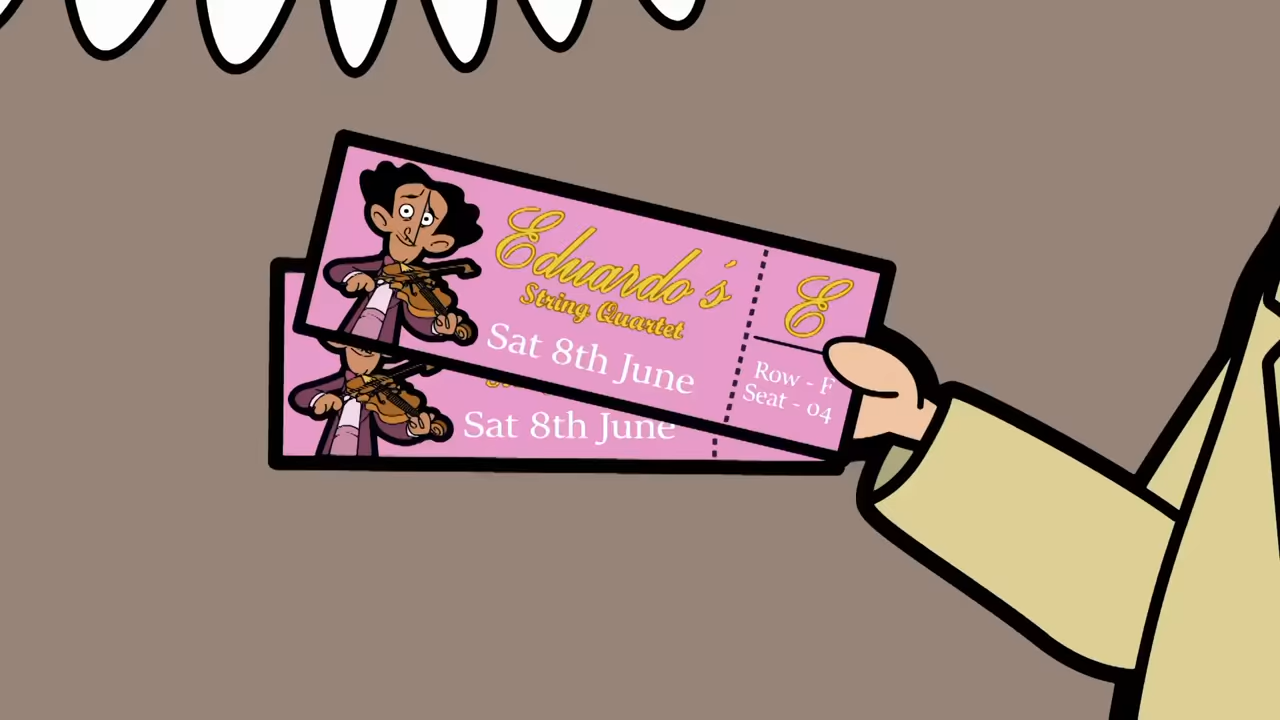 Eduardo's
String Quartet
Sat 8th June
E
Row - F
Seat - 04
Sat 8th June